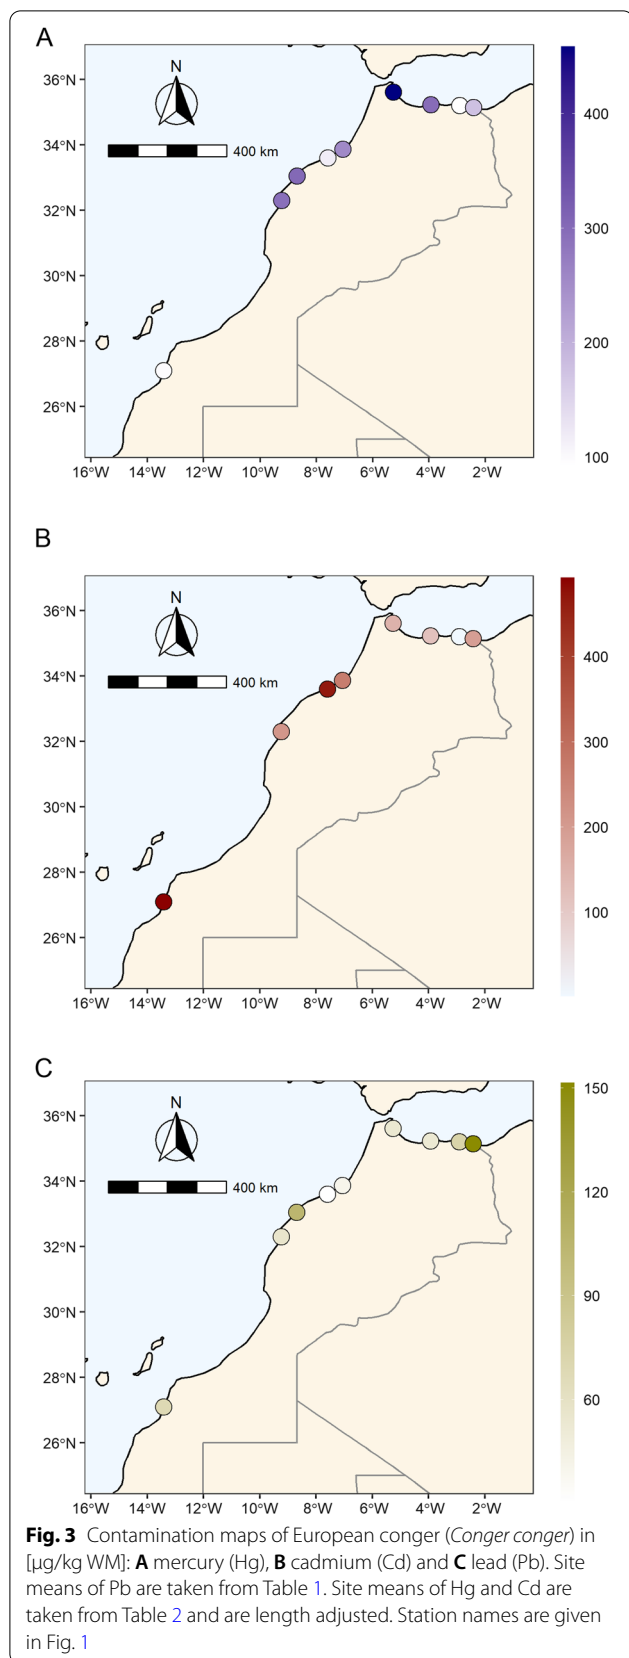 A
N
400 km
36°N
34°N
32°N
30°N
28°N
26°N
16°W 14°W 12°W 10°W 8°W 6°W 4°W 2°W
400
300
200
100
B
N
400 km
36°N
34°N
32°N
30°N
28°N
26°N
16°W 14°W 12°W 10°W 8°W 6°W 4°W 2°W
400
300
200
100
C
N
400 km
36°N
34°N
32°N
30°N
28°N
26°N
16°W 14°W 12°W 10°W 8°W 6°W 4°W 2°W
150
120
90
60
Fig. 3 Contamination maps of European conger (Conger conger) in
[µg/kg WM]: A mercury (Hg), B cadmium (Cd) and C lead (Pb). Site
means of Pb are taken from Table 1. Site means of Hg and Cd are
taken from Table 2 and are length adjusted. Station names are given
in Fig. 1